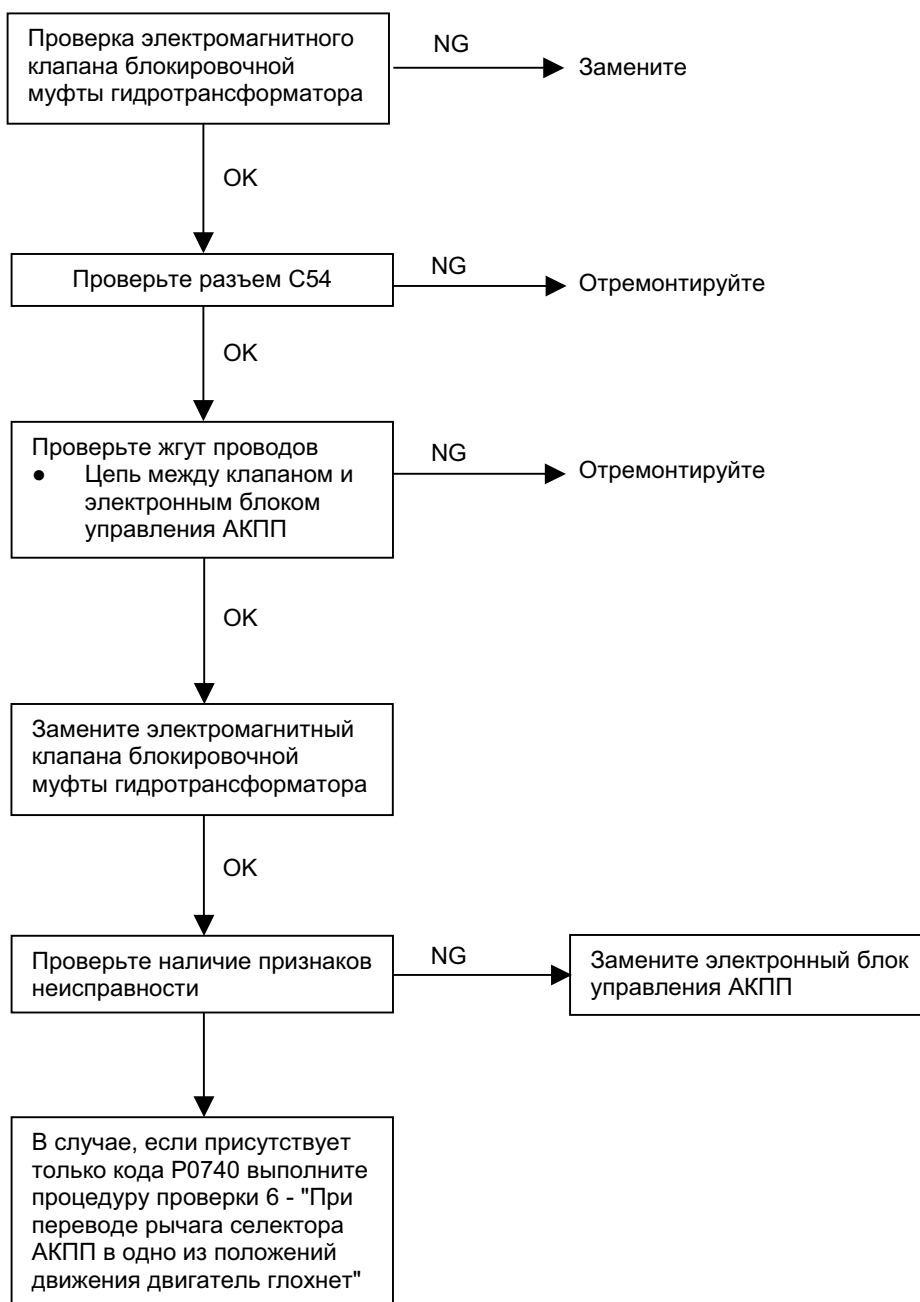 Проверка электромагнитного
клапана блокировочной
муфты гидротрансформатора
NG
Замените
OK
Проверьте разъем C54
NG
Отремонтируйте
OK
Проверьте жгут проводов
● Цепь между клапаном и
электронным блоком
управления АКПП
NG
Отремонтируйте
OK
Замените электромагнитный
клапана блокировочной
муфты гидротрансформатора
OK
Проверьте наличие признаков
неисправности
NG
Замените электронный блок
управления АКПП
В случае, если присутствует
только кода P0740 выполните
процедуру проверки 6 - "При
переводе рычага селектора
АКПП в одно из положений
движения двигатель глохнет"